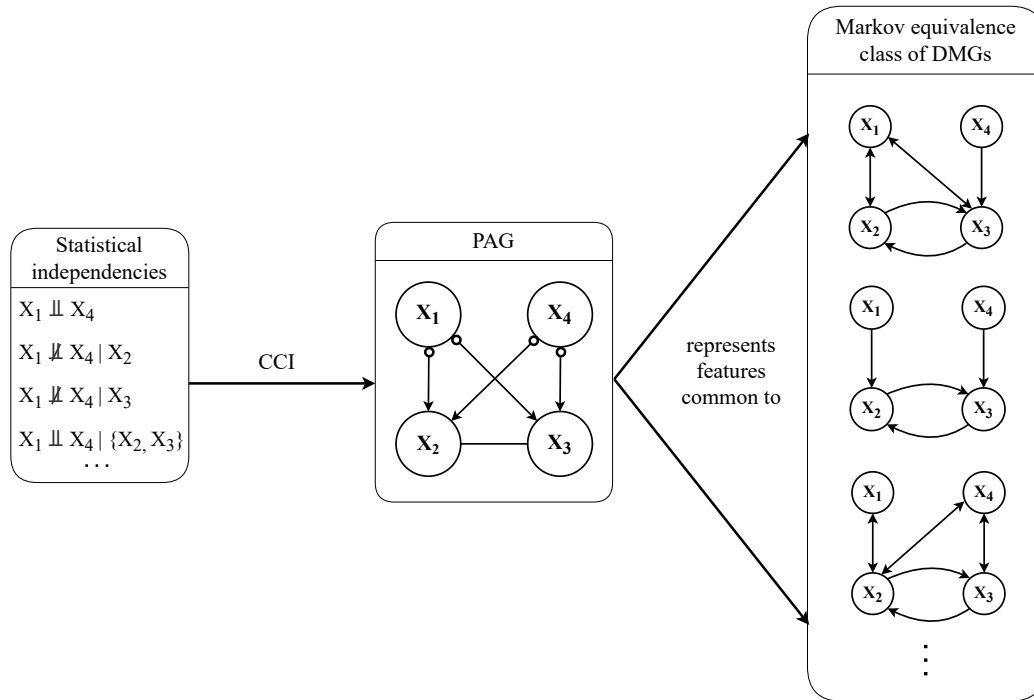 Statistical
independencies
X₁ ⫫ X₄
X₁ ⫫̸ X₄ | X₂
X₁ ⫫̸ X₄ | X₃
X₁ ⫫ X₄ | {X₂, X₃}
...
CCI
PAG
X₁
X₄
X₂
X₃
represents
features
common to
Markov equivalence
class of DMGs
X₁
X₄
X₂
X₃
X₁
X₄
X₂
X₃
X₁
X₄
X₂
X₃